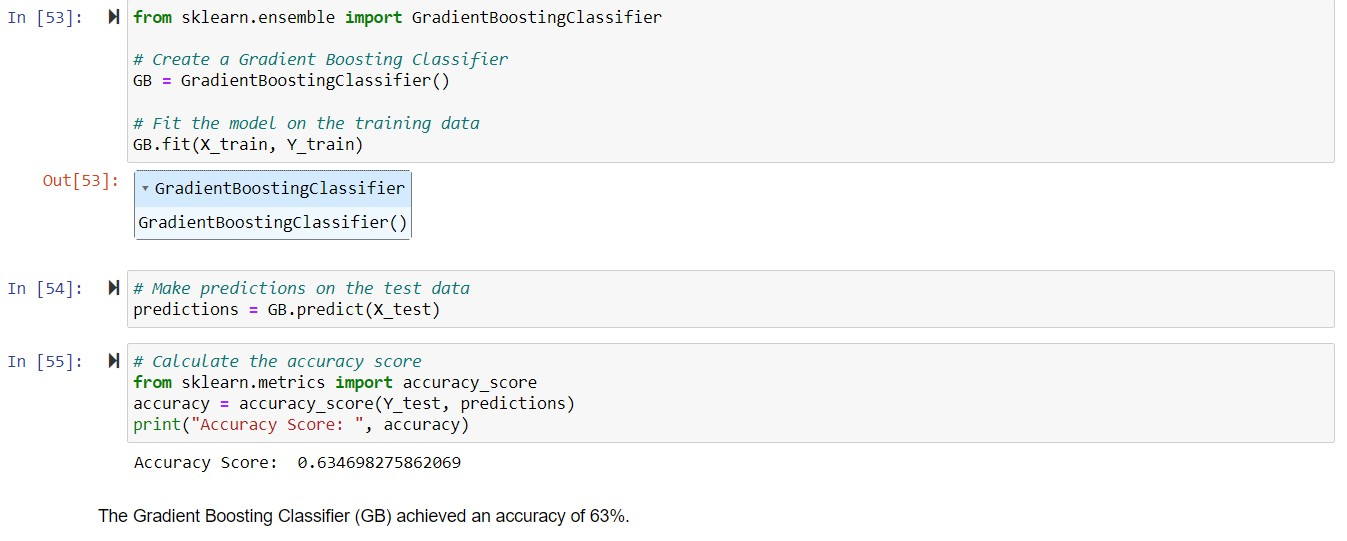 In [53]:
from sklearn.ensemble import GradientBoostingClassifier
# Create a Gradient Boosting Classifier
GB = GradientBoostingClassifier()
# Fit the model on the training data
GB.fit(X_train, Y_train)
Out[53]:
GradientBoostingClassifier
GradientBoostingClassifier()
In [54]:
# Make predictions on the test data
predictions = GB.predict(X_test)
In [55]:
# Calculate the accuracy score
from sklearn.metrics import accuracy_score
accuracy = accuracy_score(Y_test, predictions)
print("Accuracy Score: ", accuracy)
Accuracy Score:  0.634698275862069
The Gradient Boosting Classifier (GB) achieved an accuracy of 63%.